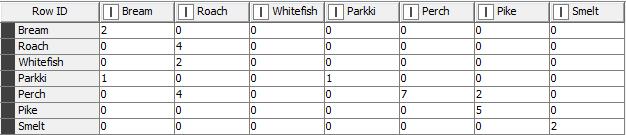 Row ID Bream Roach Whitefish Parkki Perch Pike Smelt
Bream 2 0 0 0 0 0 0
Roach 0 4 0 0 0 0 0
Whitefish 0 2 0 0 0 0 0
Parkki 1 0 0 1 0 0 0
Perch 0 4 0 0 7 2 0
Pike 0 0 0 0 0 5 0
Smelt 0 0 0 0 0 0 2